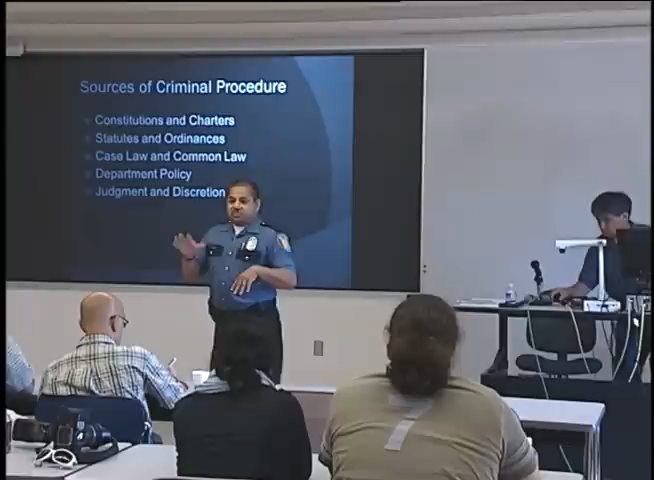 Sources of Criminal Procedure
Constitutions and Charters
Statutes and Ordinances
Case Law and Common Law
Department Policy
Judgment and Discretion